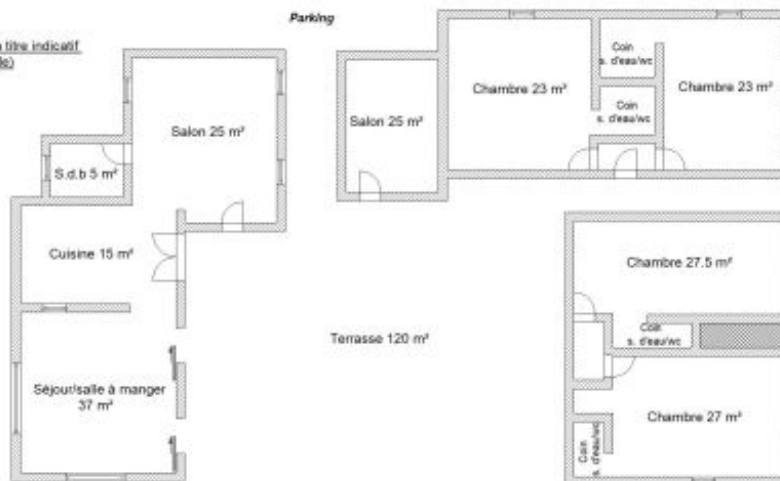 Parking
titre indicatif
Salon 25 m²
S.d.b 5 m²
Cuisine 15 m²
Séjour/salle à manger
37 m²
Terrasse 120 m²
Salon 25 m²
Chambre 23 m²
Coin
s. d'eau/wc
Coin
s. d'eau/wc
Chambre 23 m²
Chambre 27.5 m²
Coin
s. d'eau/wc
Chambre 27 m²
Coin
s. d'eau/wc